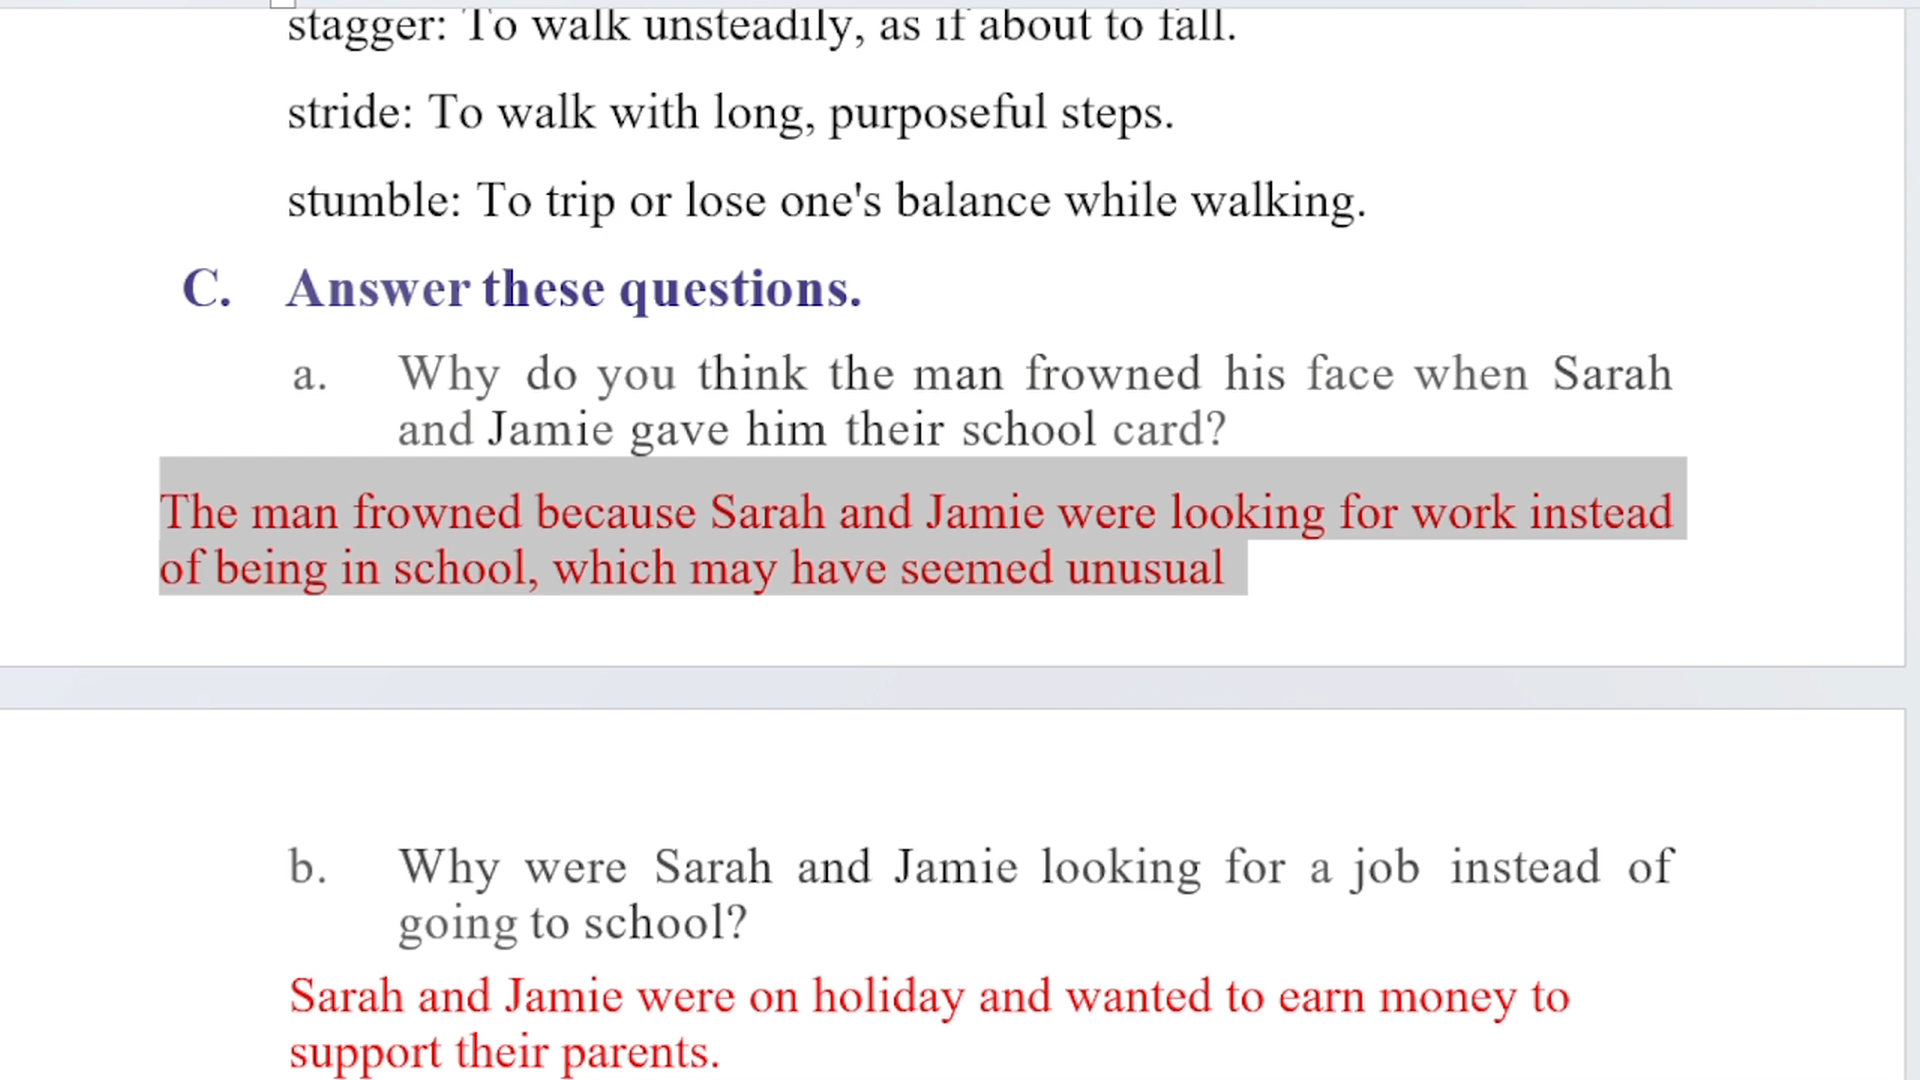 stagger: To walk unsteadily, as if about to fall.
stride: To walk with long, purposeful steps.
stumble: To trip or lose one's balance while walking.
C. Answer these questions.
a. Why do you think the man frowned his face when Sarah
and Jamie gave him their school card?
The man frowned because Sarah and Jamie were looking for work instead
of being in school, which may have seemed unusual
b. Why were Sarah and Jamie looking for a job instead of
going to school?
Sarah and Jamie were on holiday and wanted to earn money to
support their parents.